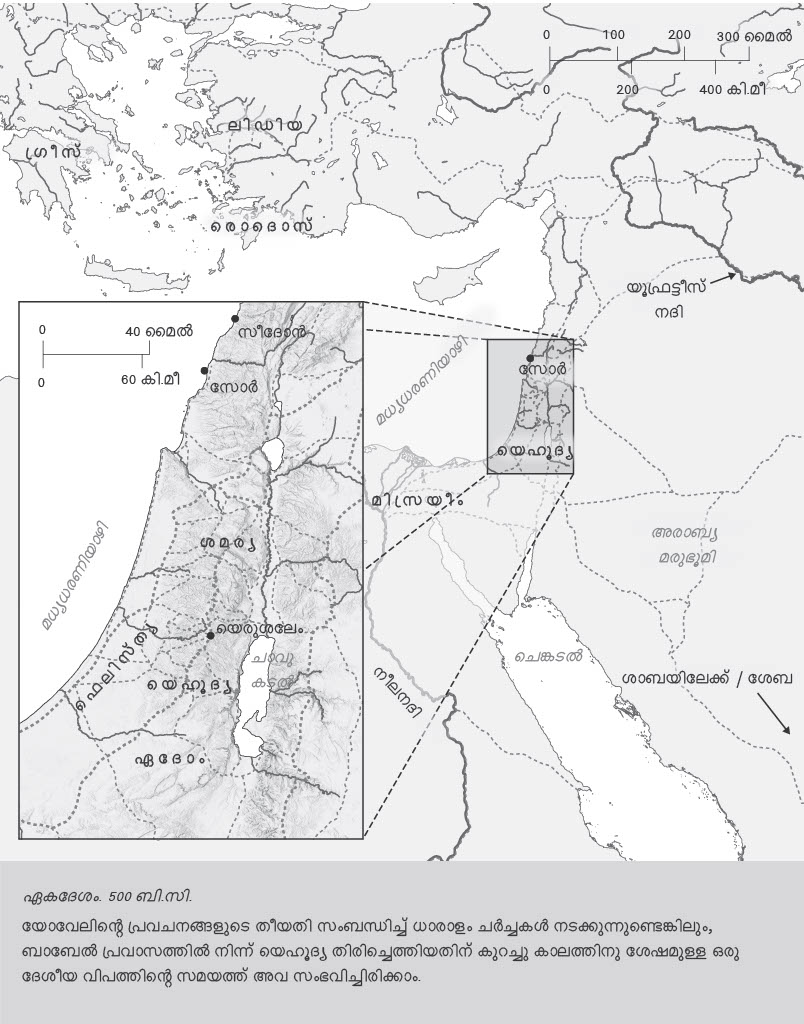 0 100 200 300 മൈൽ
0 200 400 കി.മീ
ലിഡിയ
ഗ്രീസ്
രൊദൊസ്
യൂഫ്രട്ടീസ്
നദി
0 40 മൈൽ
0 60 കി.മീ
സീദോൻ
സോർ
മധ്യധരണിയാഴി
ശമര്യ
യെരുശലേം
ഫെലിസ്ത്യ
ചാവു
കടൽ
യെഹൂദ്യ
ഏദോം
മധ്യധരണിയാഴി
സോർ
യെഹൂദ്യ
മിസ്രയീം
അരാബ്യ
മരുഭൂമി
ചെങ്കടൽ
നീലനദി
ശാബയിലേക്ക് / ശേബ
ഏകദേശം. 500 ബി.സി.
യോവേലിന്റെ പ്രവചനങ്ങളുടെ തീയതി സംബന്ധിച്ച് ധാരാളം ചർച്ചകൾ നടക്കുന്നുണ്ടെങ്കിലും,
ബാബേൽ പ്രവാസത്തിൽ നിന്ന് യെഹൂദ്യ തിരിച്ചെത്തിയതിന് കുറച്ചു കാലത്തിനു ശേഷമുള്ള ഒരു
ദേശീയ വിപത്തിന്റെ സമയത്ത് അവ സംഭവിച്ചിരിക്കാം.